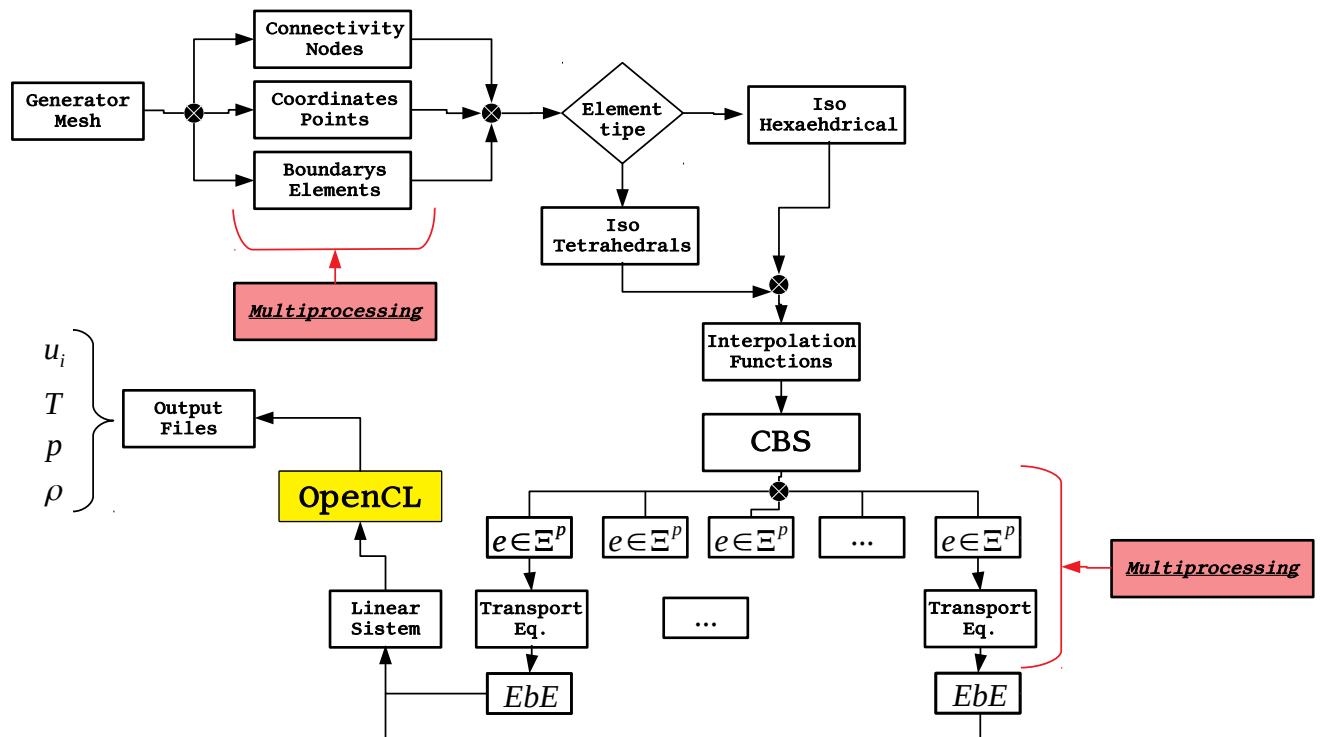 Connectivity
Nodes
Generator
Mesh
Coordinates
Points
Element
tipe
Iso
Hexaehdrical
Boundarys
Elements
Iso
Tetrahedrals
Multiprocessing
Interpolation
Functions
u_i
T
p
ρ
Output
Files
CBS
OpenCL
e∈Ξ^p
e∈Ξ^p
e∈Ξ^p
...
e∈Ξ^p
Multiprocessing
Linear
Sistem
Transport
Eq.
...
Transport
Eq.
EbE
EbE